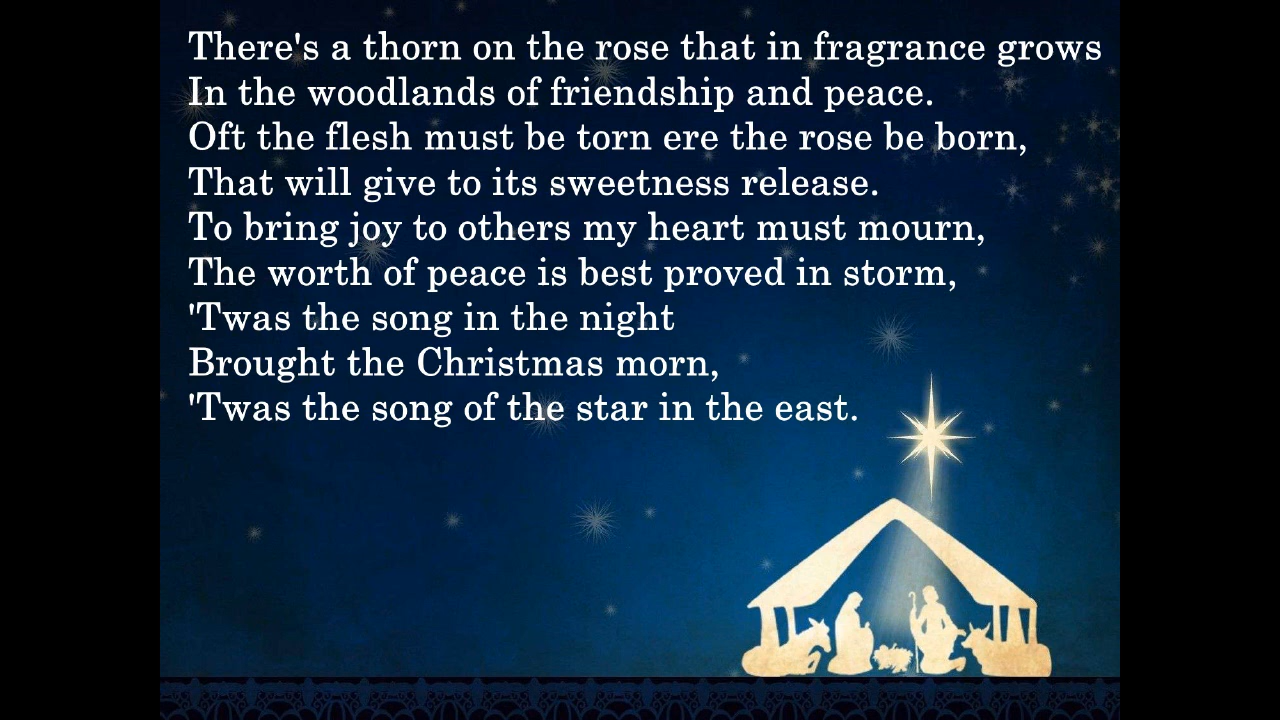 There's a thorn on the rose that in fragrance grows
In the woodlands of friendship and peace.
Oft the flesh must be torn ere the rose be born,
That will give to its sweetness release.
To bring joy to others my heart must mourn,
The worth of peace is best proved in storm,
'Twas the song in the night
Brought the Christmas morn,
'Twas the song of the star in the east.